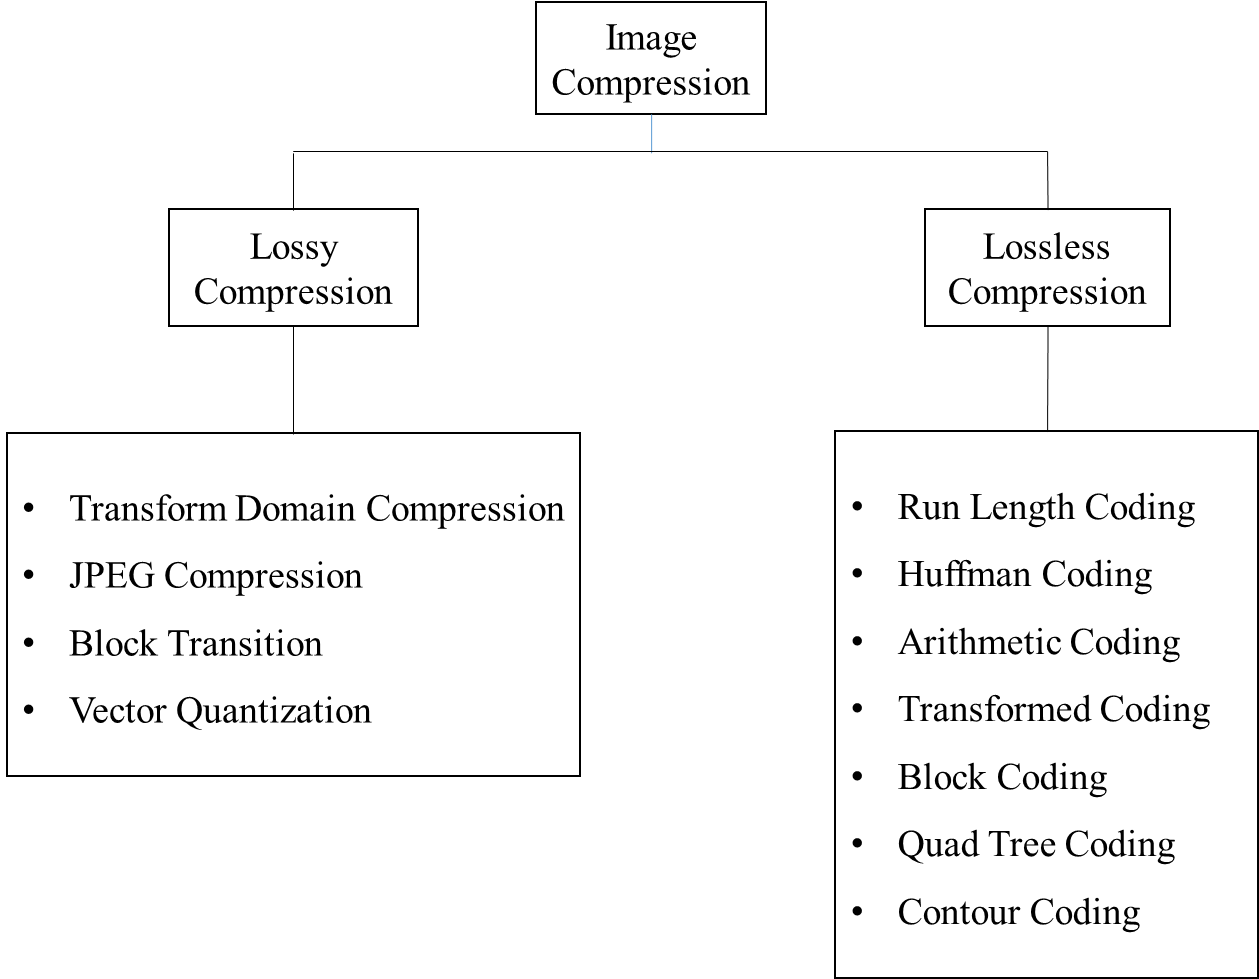 Image
Compression
Lossy
Compression
Lossless
Compression
• Transform Domain Compression
• JPEG Compression
• Block Transition
• Vector Quantization
• Run Length Coding
• Huffman Coding
• Arithmetic Coding
• Transformed Coding
• Block Coding
• Quad Tree Coding
• Contour Coding